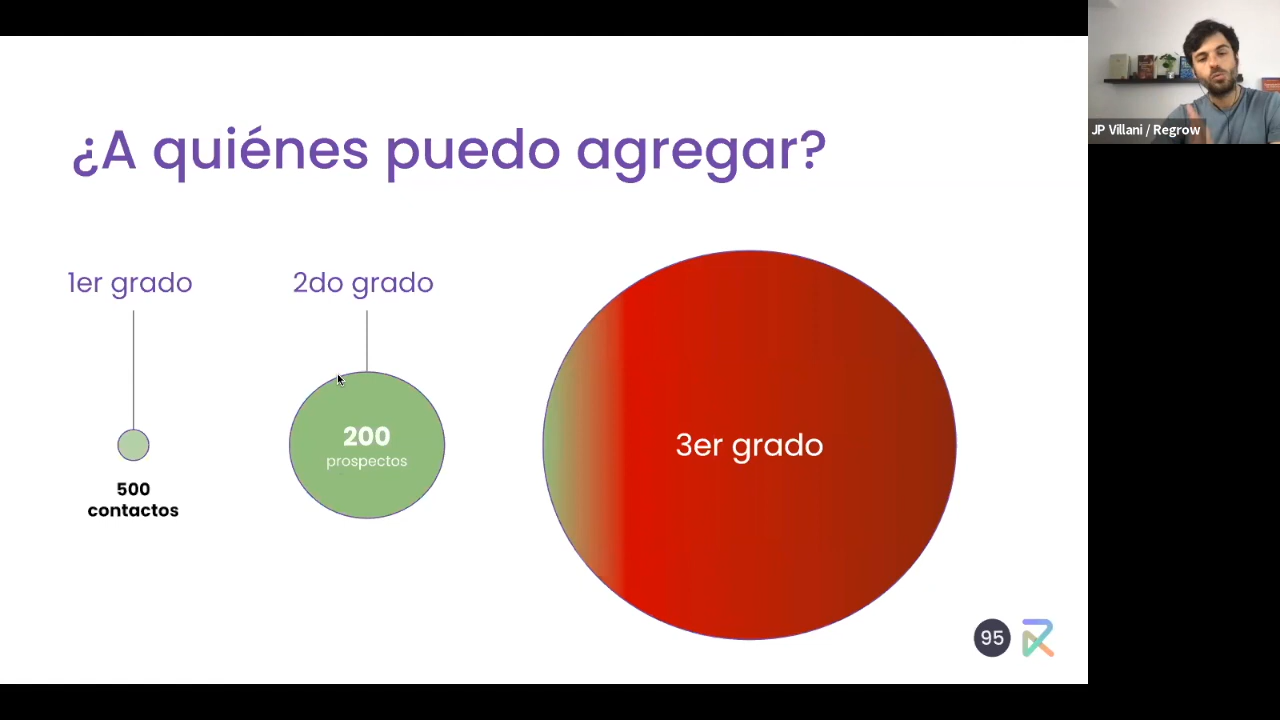 ¿A quiénes puedo agregar?
1er grado
2do grado
200
prospectos
3er grado
500
contactos
95
JP Villani / Regrow